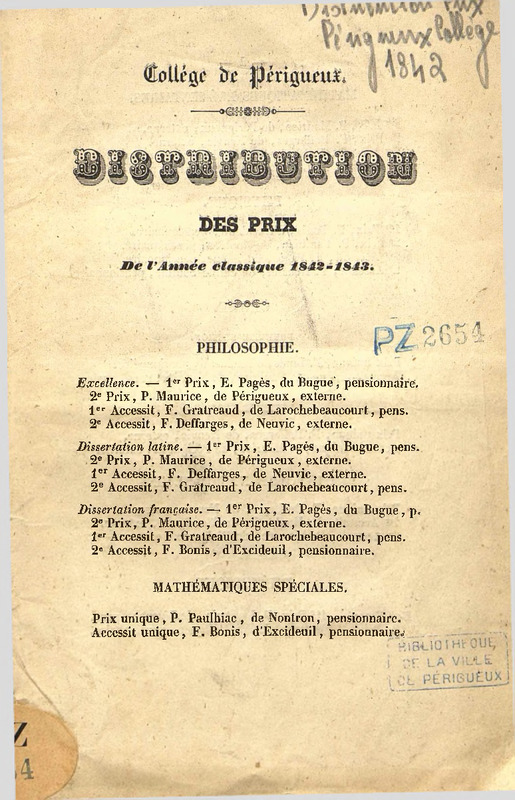 Distribution Prix
Périgueux Collège
1842
Collége de Périgueux.
DISTRIBUTION
DES PRIX
De l'Année classique 1842-1843.
PZ 2654
PHILOSOPHIE.
Excellence. — 1er Prix, E. Pagès, du Bugue, pensionnaire.
2e Prix, P. Maurice, de Périgueux, externe.
1er Accessit, F. Gratreaud, de Larochebeaucourt, pens.
2e Accessit, F. Deffarges, de Neuvic, externe.
Dissertation latine. — 1er Prix, E. Pagès, du Bugue, pens.
2e Prix, P. Maurice, de Périgueux, externe.
1er Accessit, F. Deffarges, de Neuvic, externe.
2e Accessit, F. Gratreaud, de Larochebeaucourt, pens.
Dissertation française. — 1er Prix, E. Pagès, du Bugue, p.
2e Prix, P. Maurice, de Périgueux, externe.
1er Accessit, F. Gratreaud, de Larochebeaucourt, pens.
2e Accessit, F. Bonis, d'Excideuil, pensionnaire.
MATHÉMATIQUES SPÉCIALES.
Prix unique, P. Paulhiac, de Nontron, pensionnaire.
Accessit unique, F. Bonis, d'Excideuil, pensionnaire.
BIBLIOTHEQUE
DE LA VILLE
DE PÉRIGUEUX
Z
54